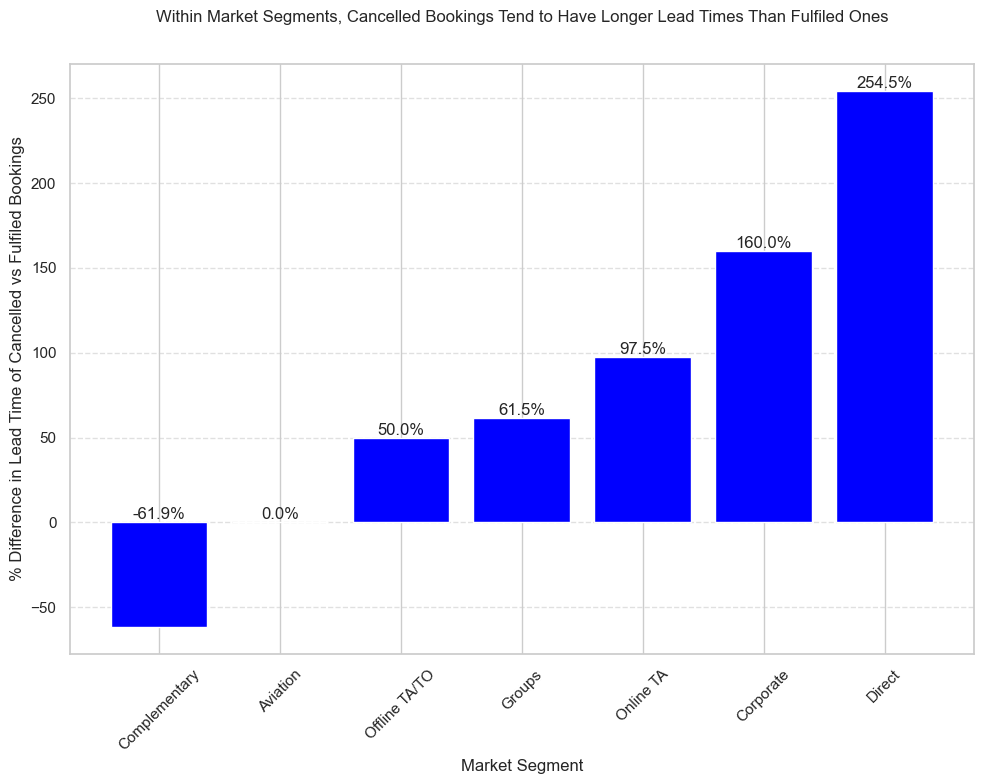 Within Market Segments, Cancelled Bookings Tend to Have Longer Lead Times Than Fulfiled Ones
% Difference in Lead Time of Cancelled vs Fulfiled Bookings
250
200
150
100
50
0
−50
-61.9%
0.0%
50.0%
61.5%
97.5%
160.0%
254.5%
Complementary
Aviation
Offline TA/TO
Groups
Online TA
Corporate
Direct
Market Segment